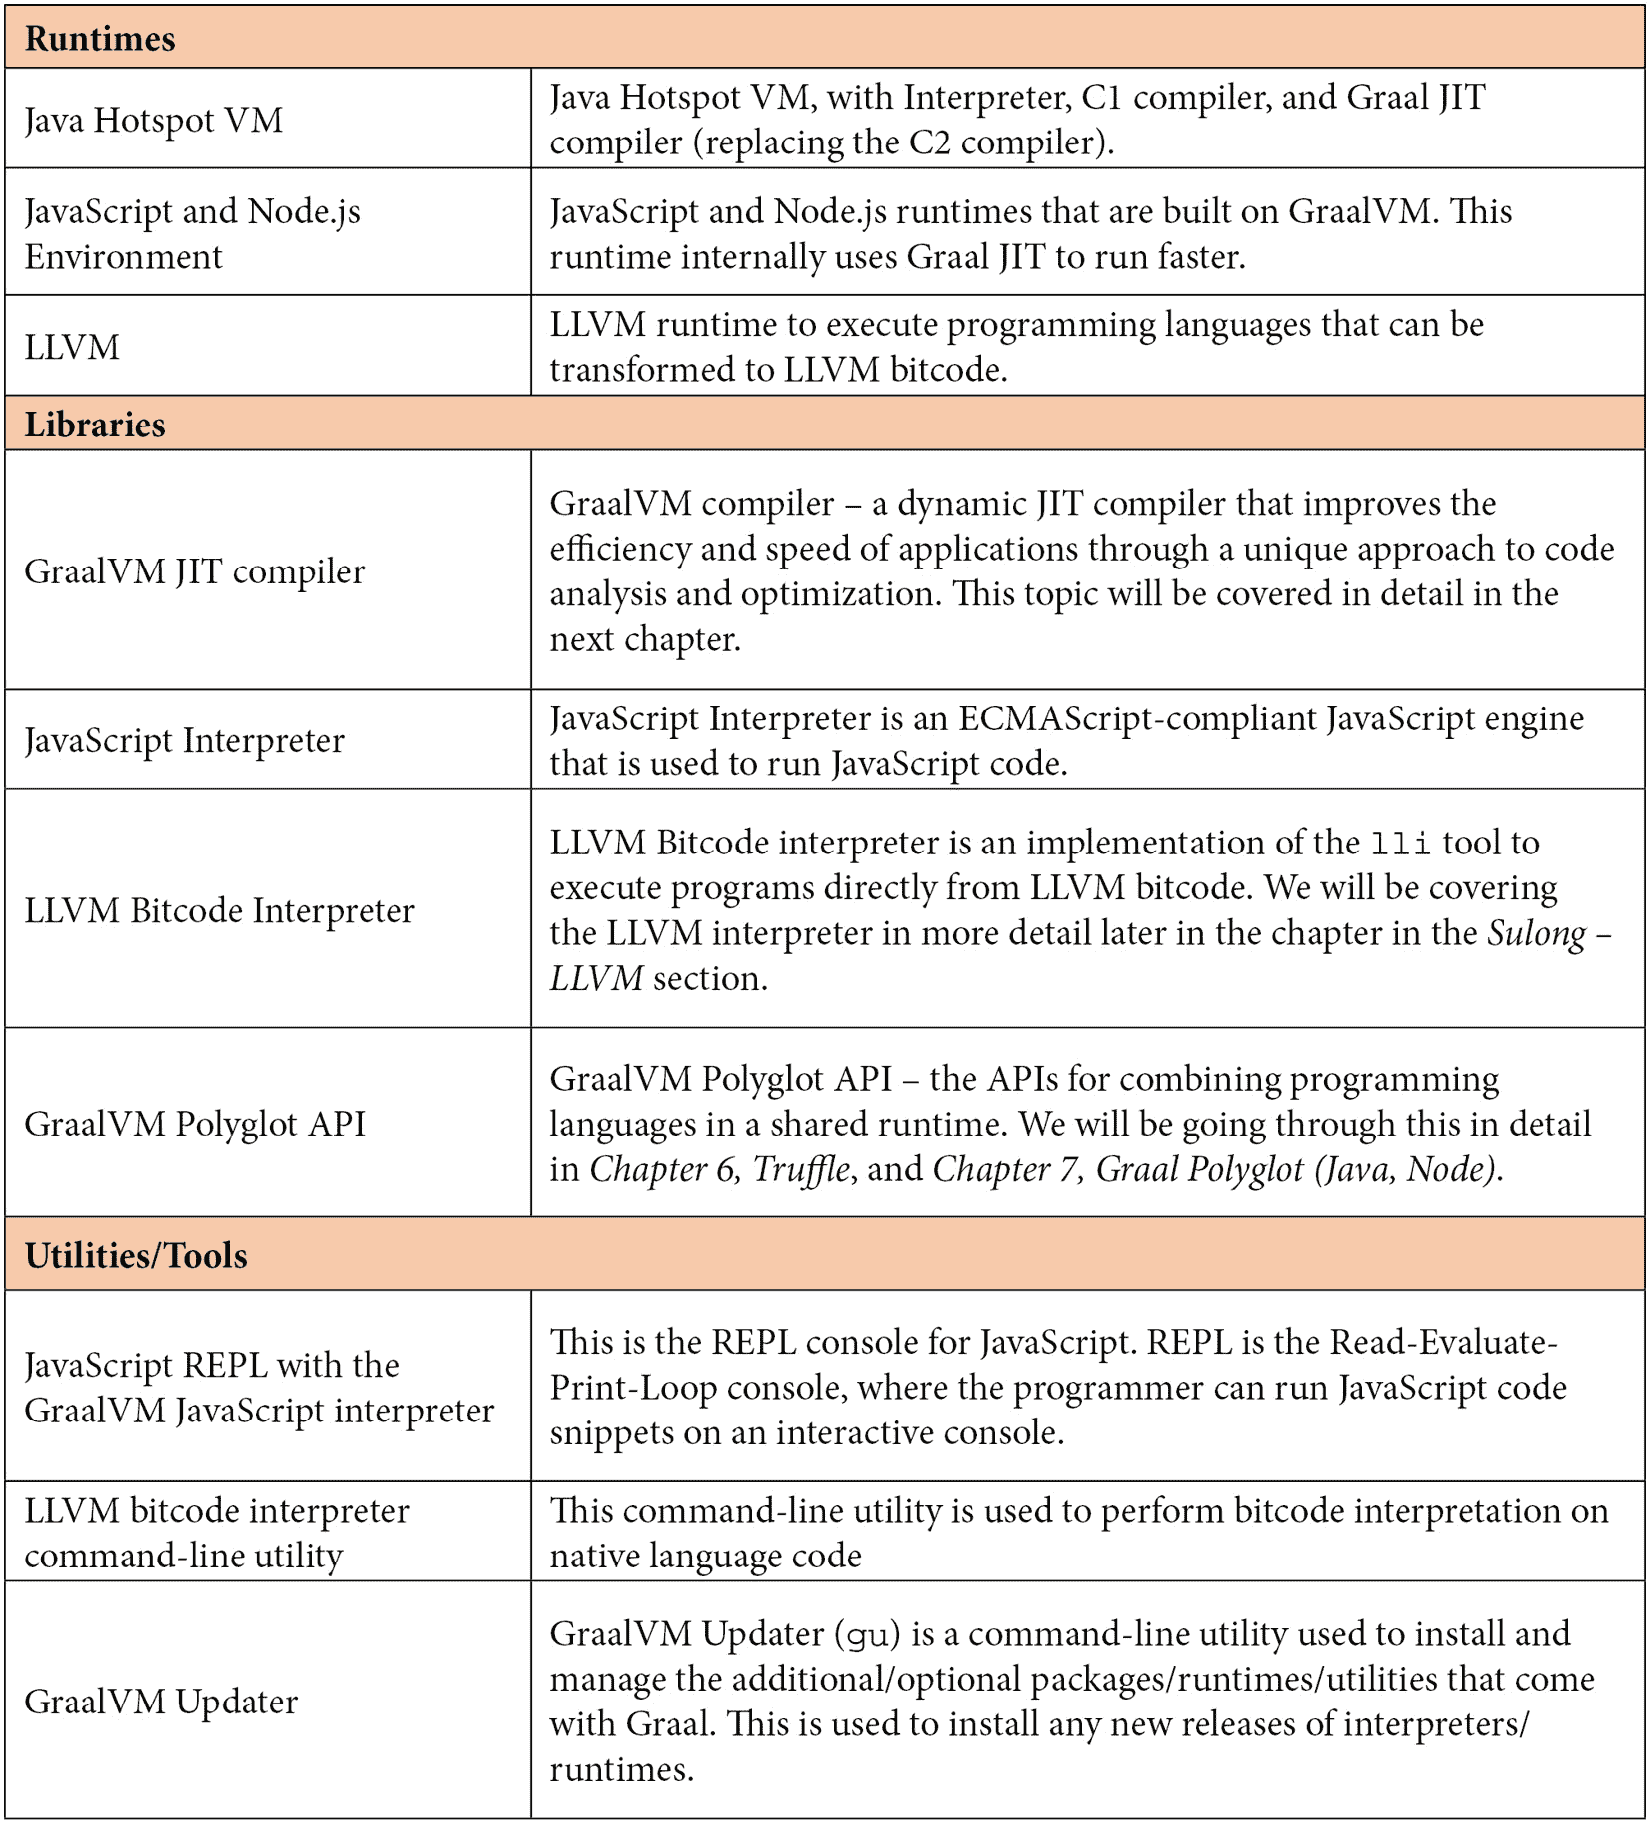 Runtimes
Java Hotspot VM
Java Hotspot VM, with Interpreter, C1 compiler, and Graal JIT
compiler (replacing the C2 compiler).
JavaScript and Node.js
Environment
JavaScript and Node.js runtimes that are built on GraalVM. This
runtime internally uses Graal JIT to run faster.
LLVM
LLVM runtime to execute programming languages that can be
transformed to LLVM bitcode.
Libraries
GraalVM JIT compiler
GraalVM compiler – a dynamic JIT compiler that improves the
efficiency and speed of applications through a unique approach to code
analysis and optimization. This topic will be covered in detail in the
next chapter.
JavaScript Interpreter
JavaScript Interpreter is an ECMAScript-compliant JavaScript engine
that is used to run JavaScript code.
LLVM Bitcode Interpreter
LLVM Bitcode interpreter is an implementation of the lli tool to
execute programs directly from LLVM bitcode. We will be covering
the LLVM interpreter in more detail later in the chapter in the Sulong –
LLVM section.
GraalVM Polyglot API
GraalVM Polyglot API – the APIs for combining programming
languages in a shared runtime. We will be going through this in detail
in Chapter 6, Truffle, and Chapter 7, Graal Polyglot (Java, Node).
Utilities/Tools
JavaScript REPL with the
GraalVM JavaScript interpreter
This is the REPL console for JavaScript. REPL is the Read-Evaluate-
Print-Loop console, where the programmer can run JavaScript code
snippets on an interactive console.
LLVM bitcode interpreter
command-line utility
This command-line utility is used to perform bitcode interpretation on
native language code
GraalVM Updater
GraalVM Updater (gu) is a command-line utility used to install and
manage the additional/optional packages/runtimes/utilities that come
with Graal. This is used to install any new releases of interpreters/
runtimes.